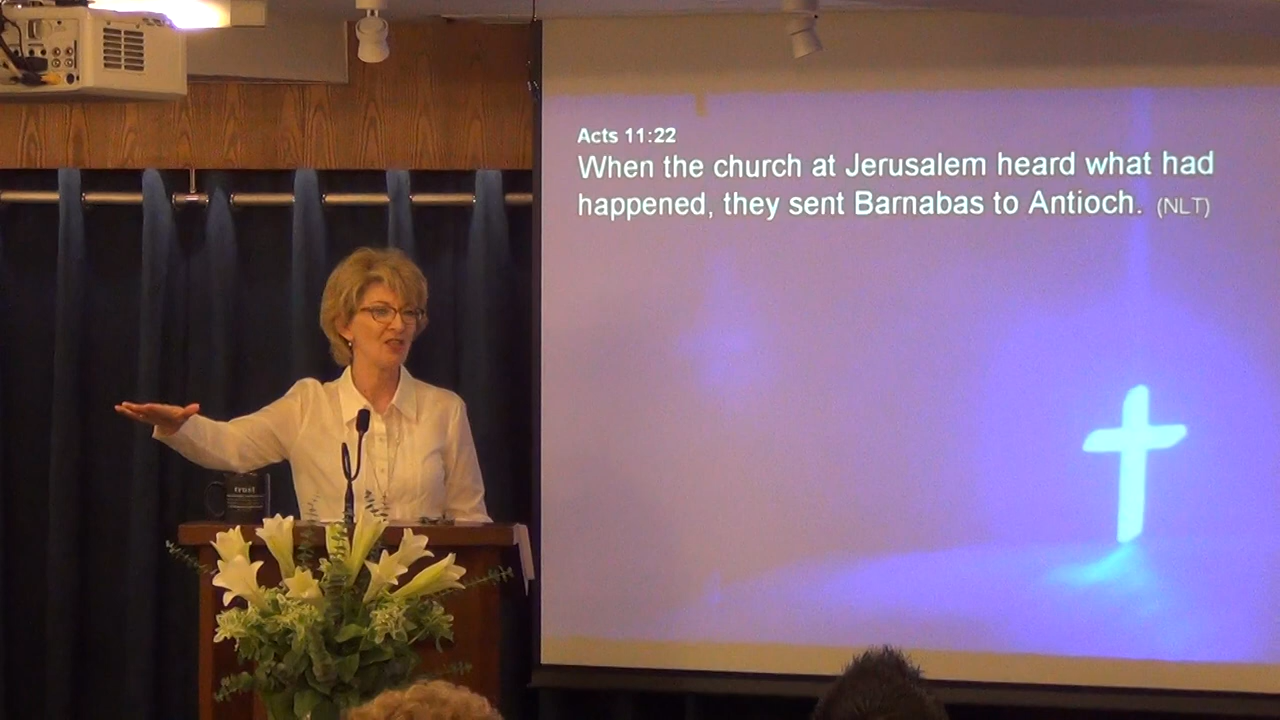 Acts 11:22
When the church at Jerusalem heard what had
happened, they sent Barnabas to Antioch. (NLT)
trust